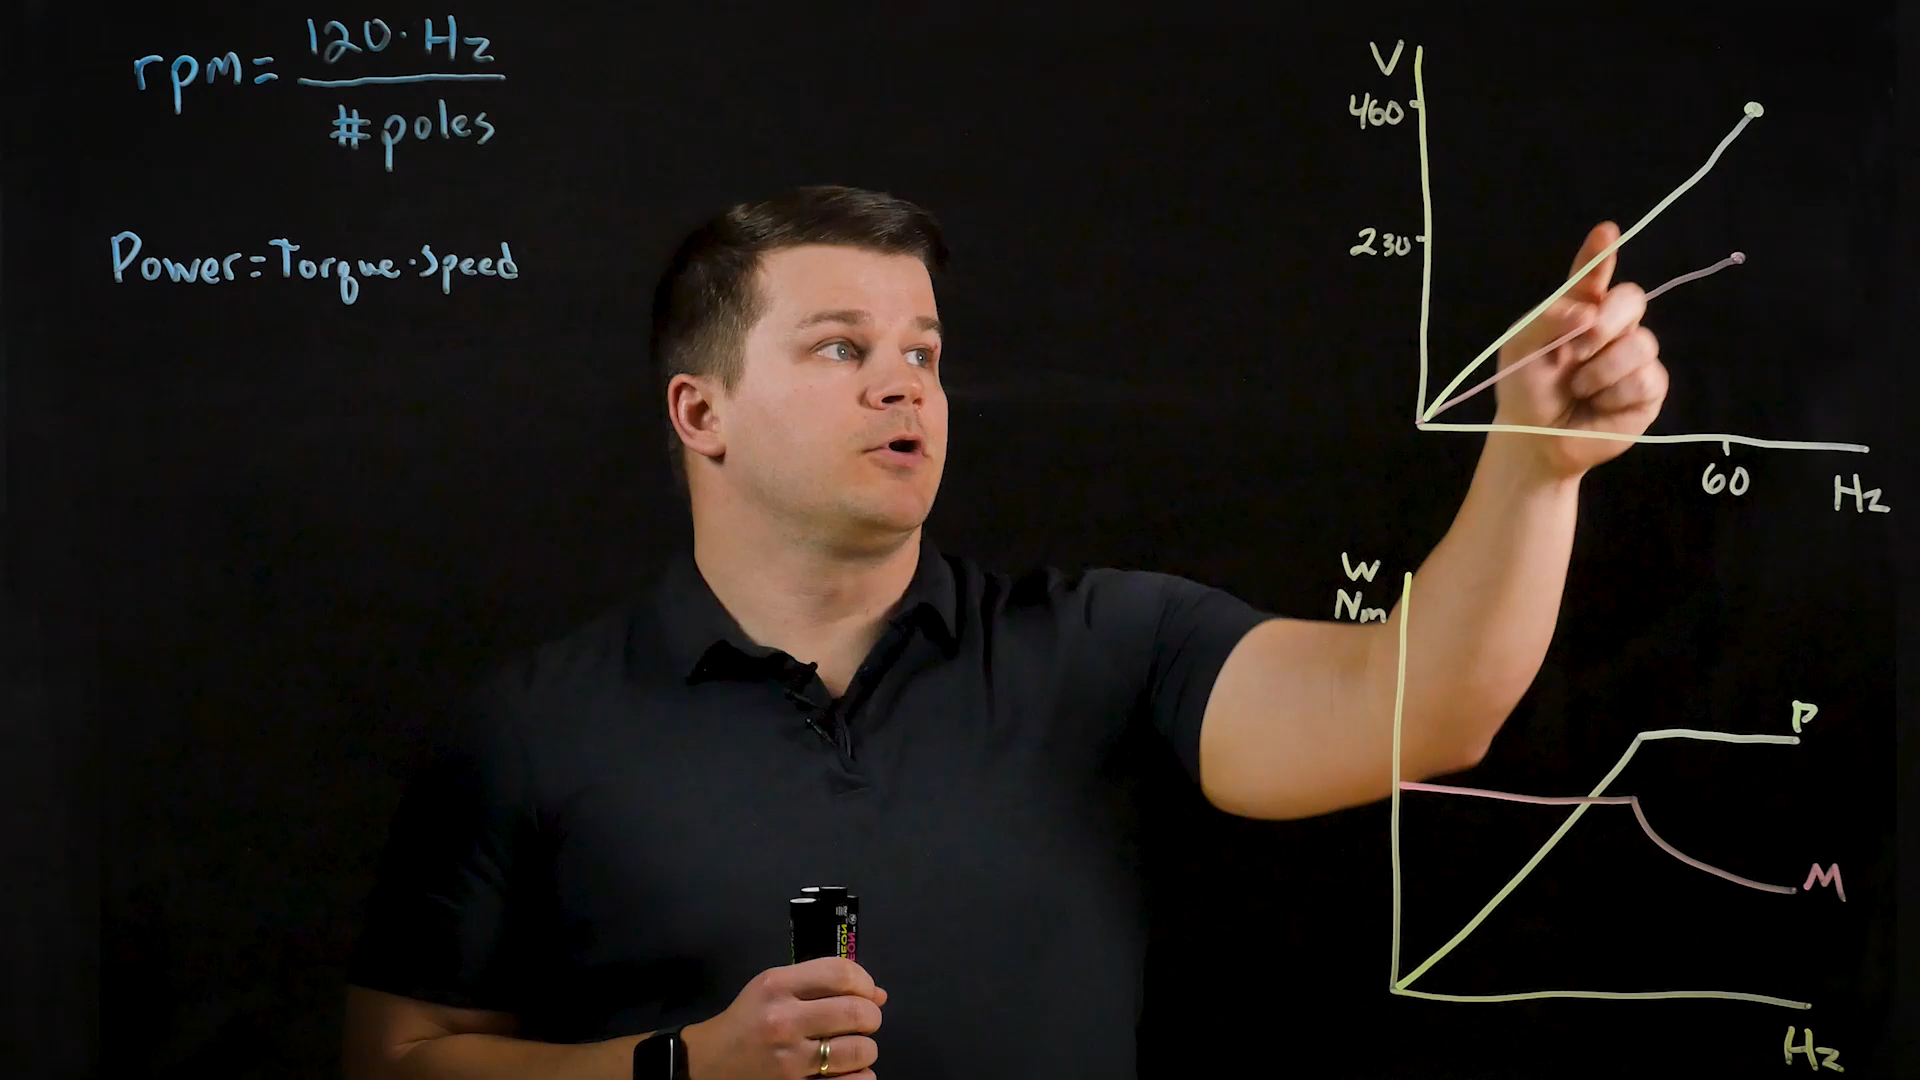 rpm = 120 · Hz
# poles
Power = Torque · Speed
V
460
230
60
Hz
W
Nm
P
M
Hz